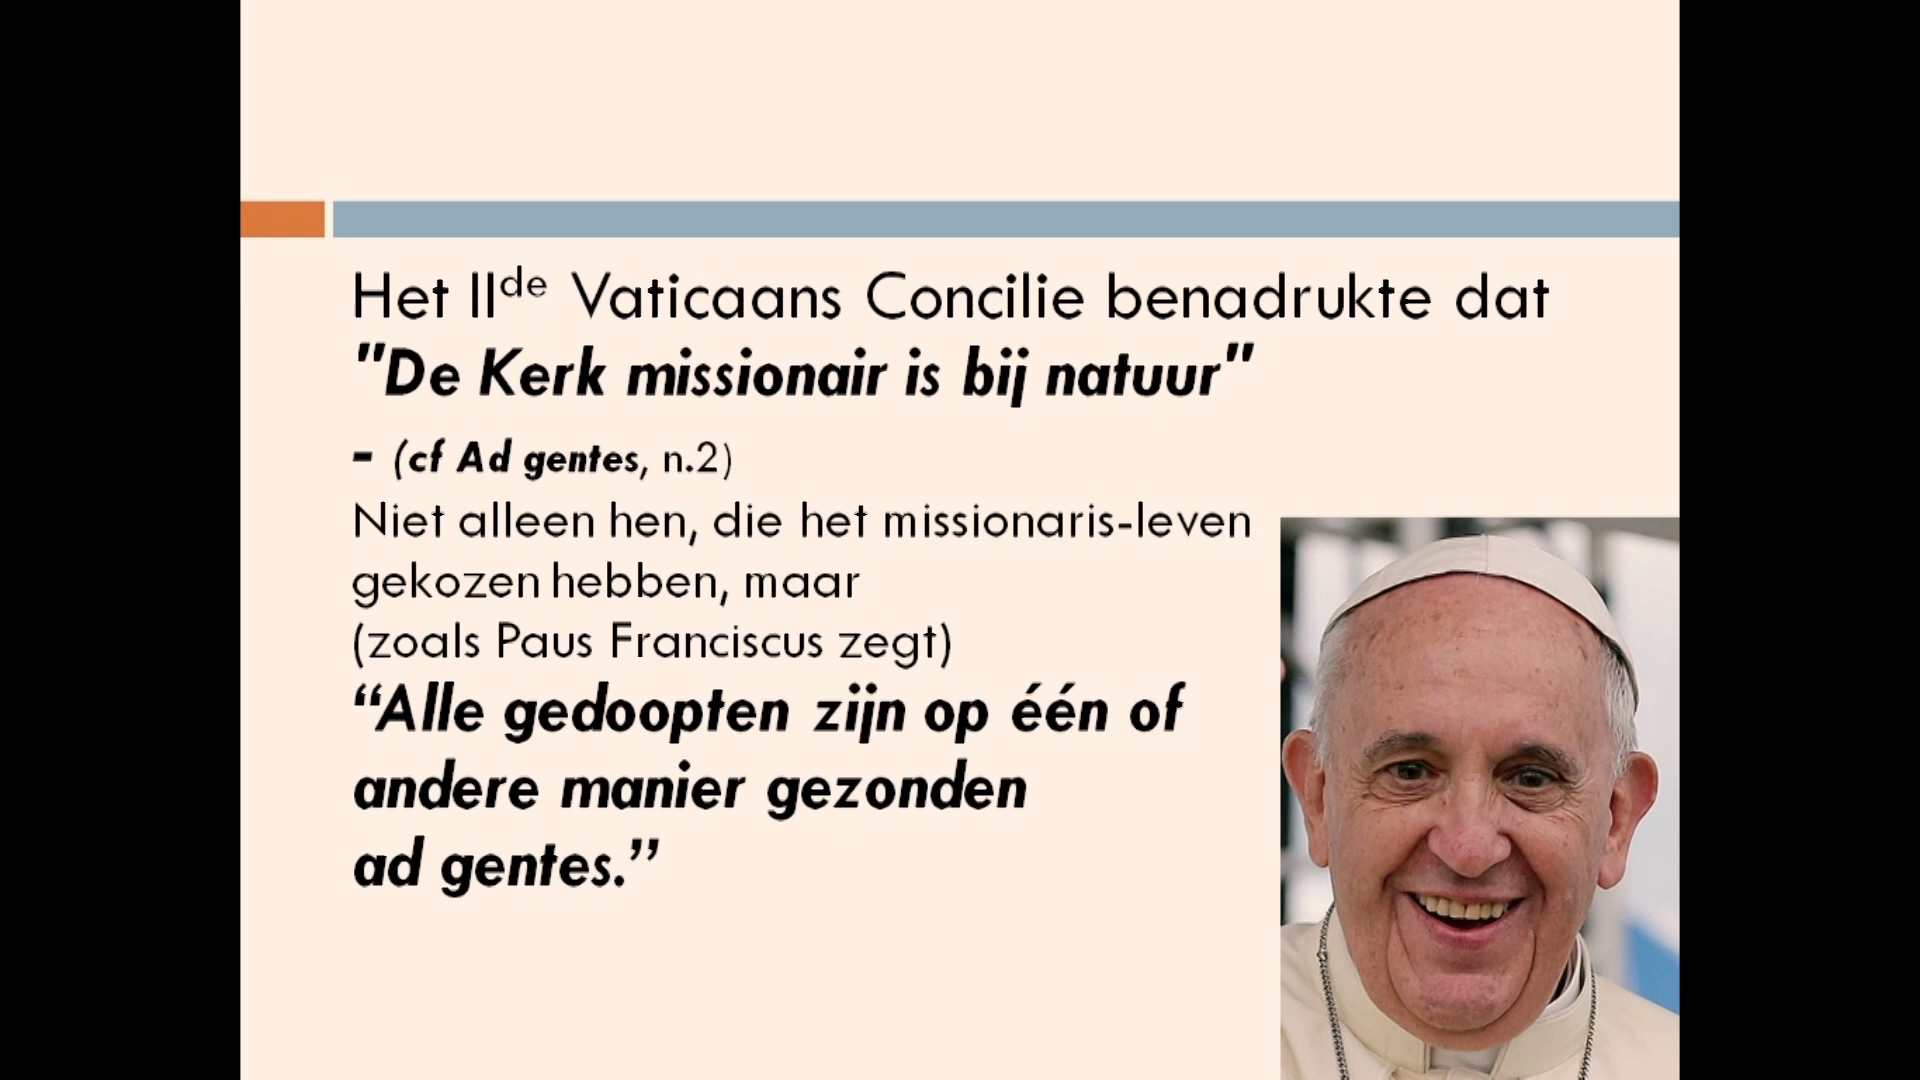 Het IIde Vaticaans Concilie benadrukte dat
"De Kerk missionair is bij natuur"
- (cf Ad gentes, n.2)
Niet alleen hen, die het missionaris-leven
gekozen hebben, maar
(zoals Paus Franciscus zegt)
“Alle gedoopten zijn op één of
andere manier gezonden
ad gentes.”